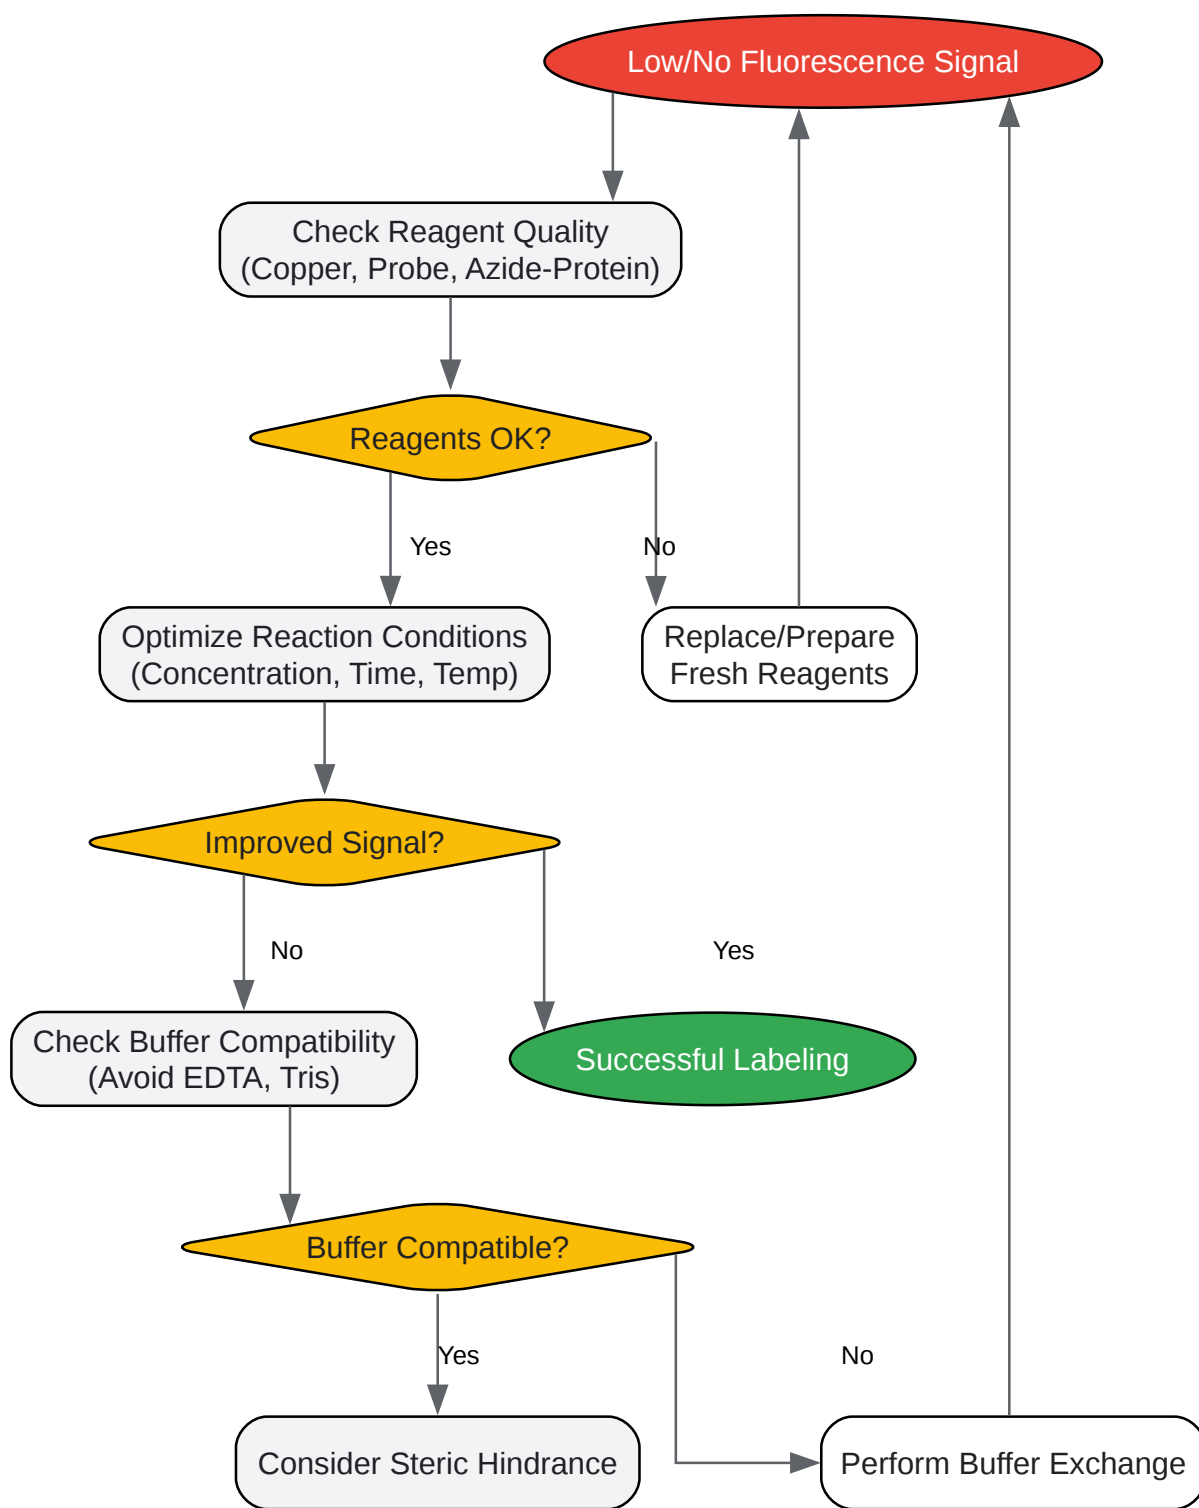 Low/No Fluorescence Signal
Check Reagent Quality
(Copper, Probe, Azide-Protein)
Reagents OK?
Yes
No
Optimize Reaction Conditions
(Concentration, Time, Temp)
Replace/Prepare
Fresh Reagents
Improved Signal?
No
Yes
Check Buffer Compatibility
(Avoid EDTA, Tris)
Successful Labeling
Buffer Compatible?
Yes
No
Consider Steric Hindrance
Perform Buffer Exchange